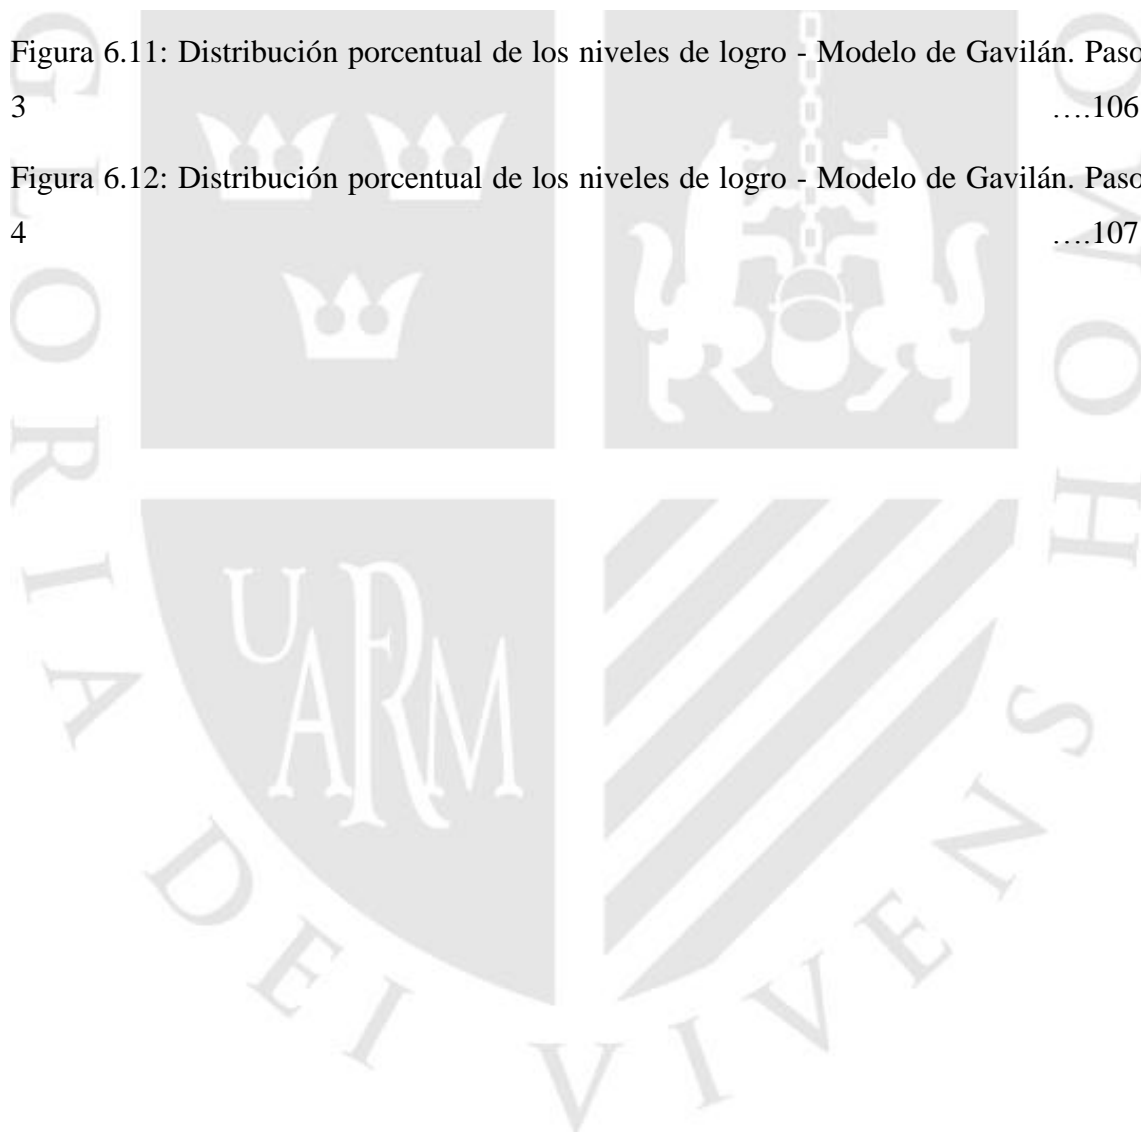 Figura 6.11: Distribución porcentual de los niveles de logro - Modelo de Gavilán. Paso
3 ….106
Figura 6.12: Distribución porcentual de los niveles de logro - Modelo de Gavilán. Paso
4 ….107
GLORIA DEI VIVENS HOMO
UARM